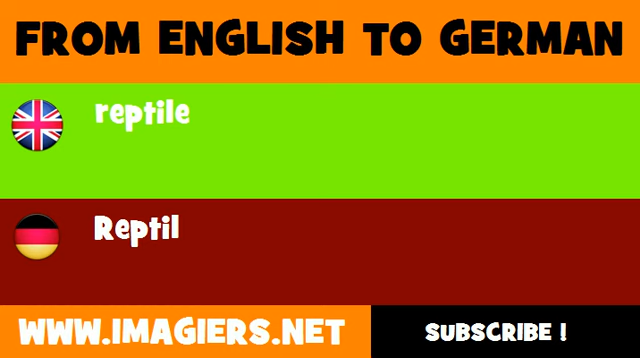 FROM ENGLISH TO GERMAN
reptile
Reptil
WWW.IMAGIERS.NET
SUBSCRIBE !